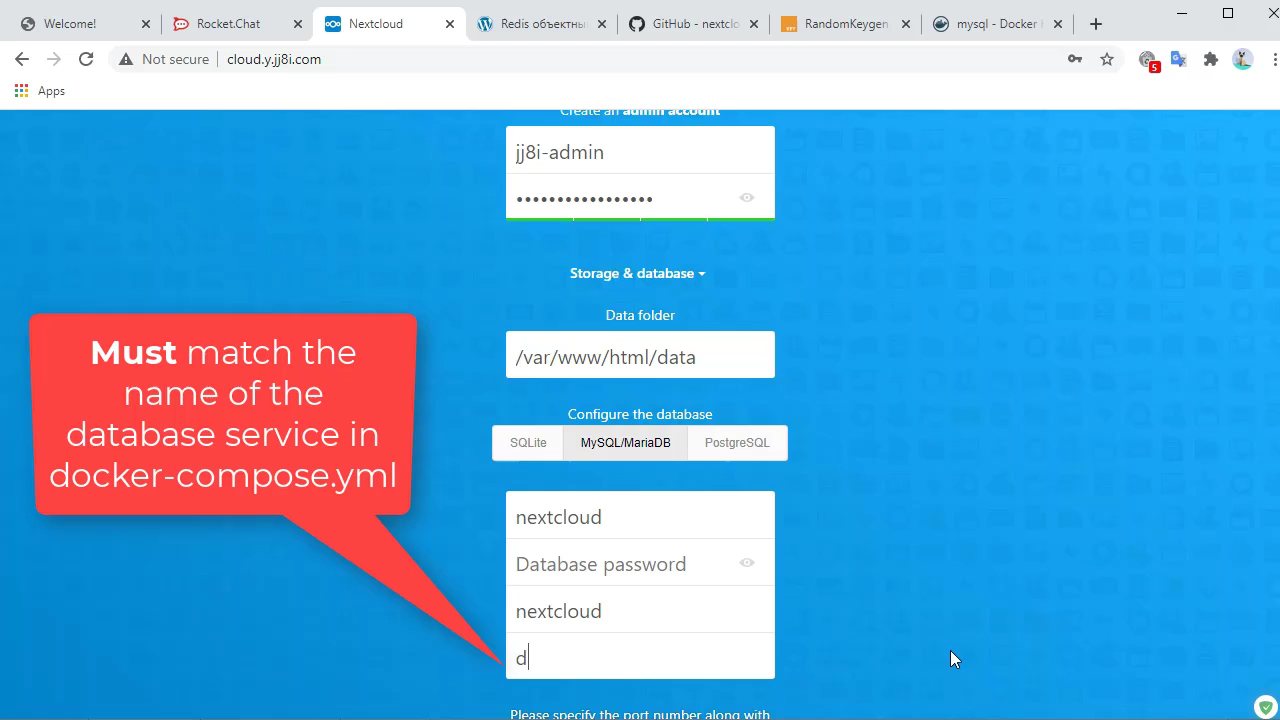 Welcome!
Rocket.Chat
Nextcloud
Redis объектны
GitHub - nextclo
RandomKeygen
mysql - Docker H
Not secure
cloud.y.jj8i.com
5
Apps
Create an admin account
jj8i-admin
•••••••••••••••••
Storage & database
Data folder
/var/www/html/data
Configure the database
SQLite
MySQL/MariaDB
PostgreSQL
nextcloud
Database password
nextcloud
d
Please specify the port number along with
Must match the
name of the
database service in
docker-compose.yml